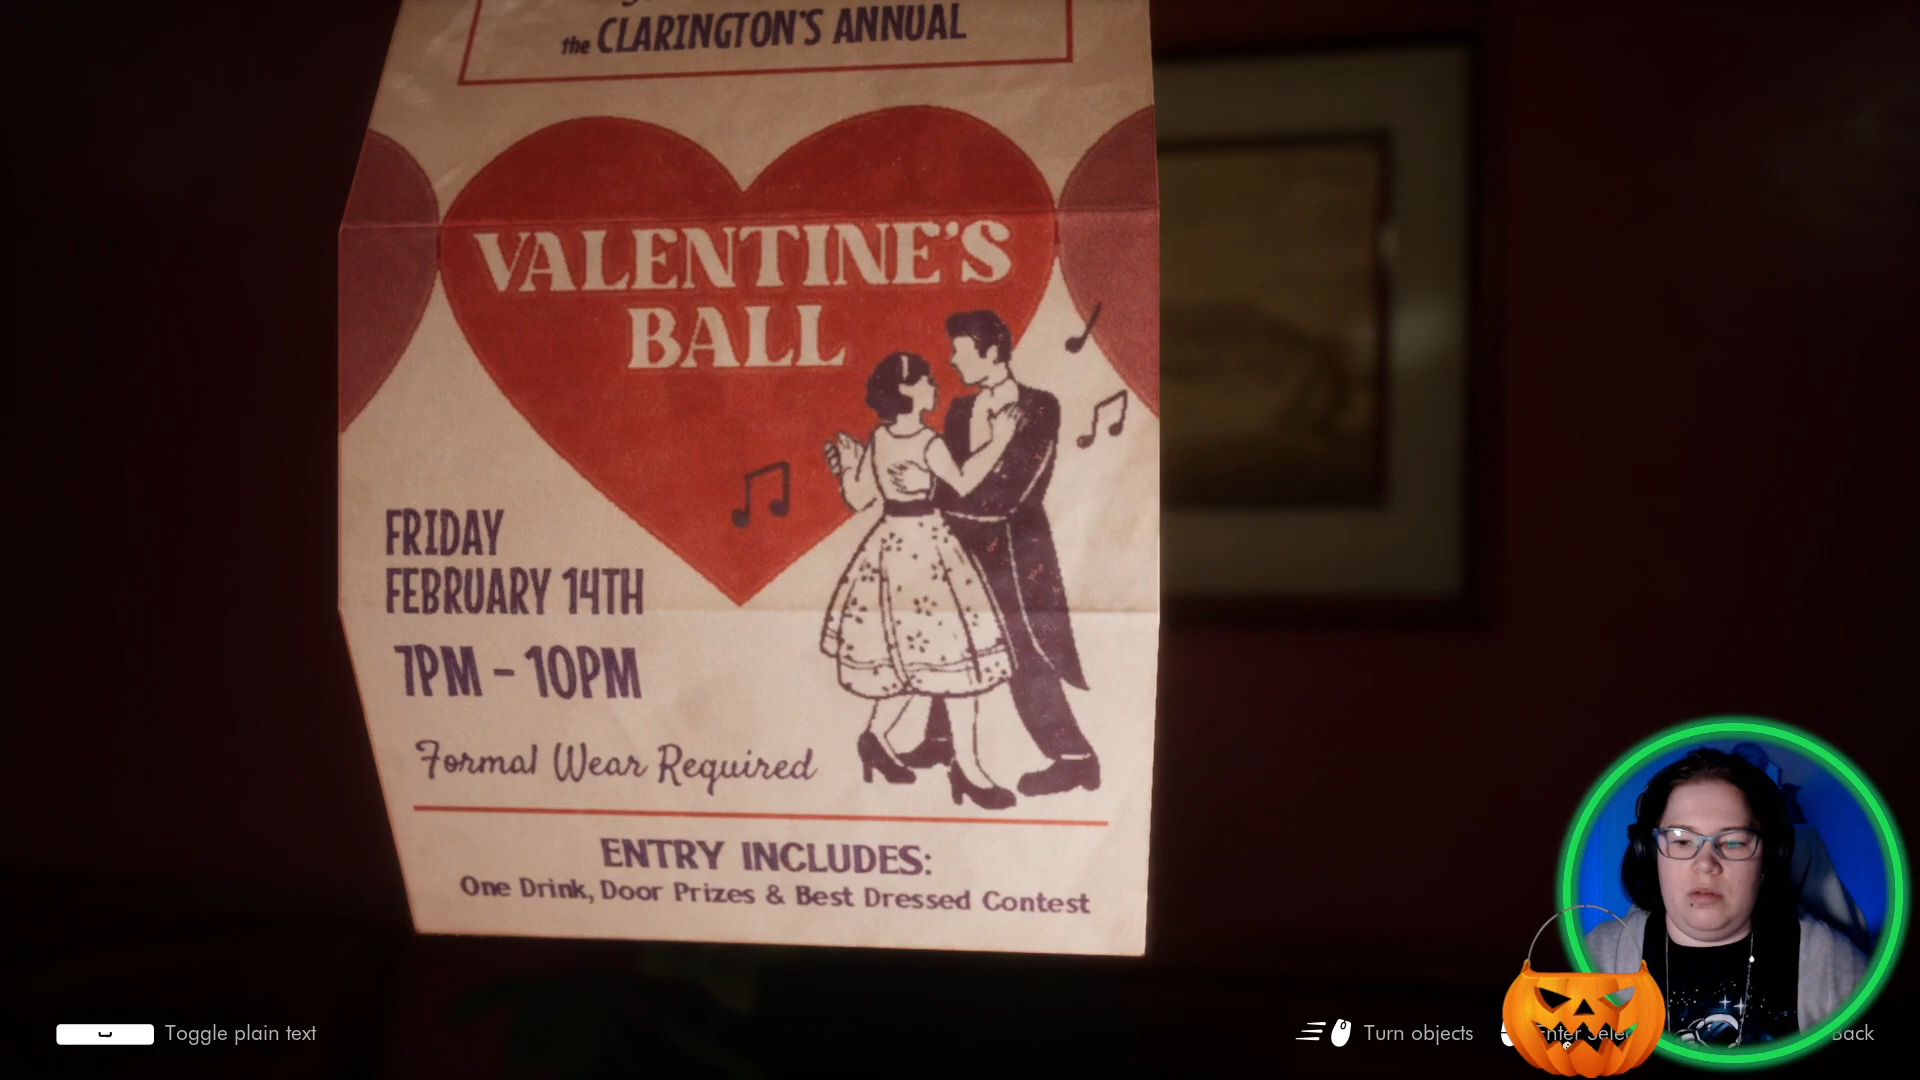 the CLARINGTON'S ANNUAL
VALENTINE'S
BALL
FRIDAY
FEBRUARY 14TH
7PM - 10PM
Formal Wear Required
ENTRY INCLUDES:
One Drink, Door Prizes & Best Dressed Contest
Toggle plain text
Turn objects
Enter
Back